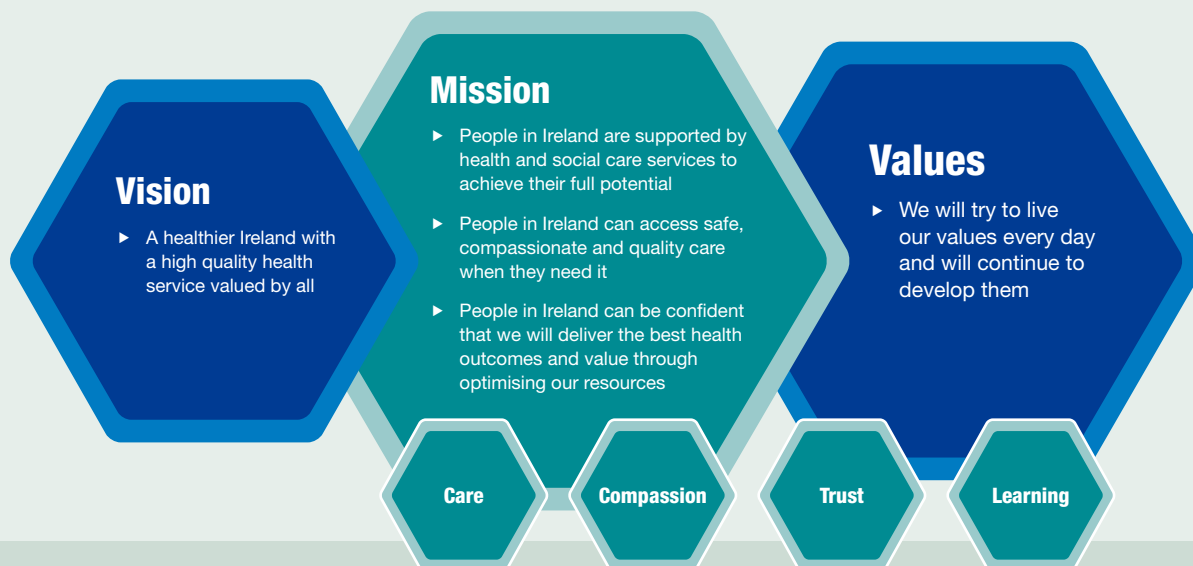 Vision
▶ A healthier Ireland with
a high quality health
service valued by all
Mission
▶ People in Ireland are supported by
health and social care services to
achieve their full potential
▶ People in Ireland can access safe,
compassionate and quality care
when they need it
▶ People in Ireland can be confident
that we will deliver the best health
outcomes and value through
optimising our resources
Values
▶ We will try to live
our values every day
and will continue to
develop them
Care
Compassion
Trust
Learning